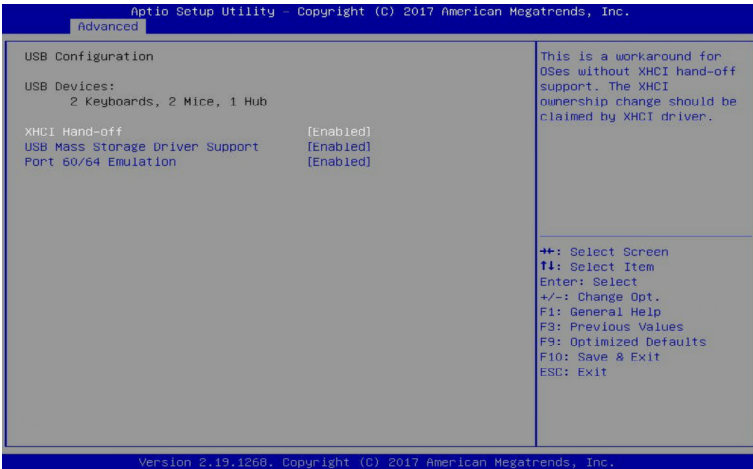 Aptio Setup Utility – Copyright (C) 2017 American Megatrends, Inc.
Advanced
USB Configuration
USB Devices:
2 Keyboards, 2 Mice, 1 Hub
XHCI Hand-off [Enabled]
USB Mass Storage Driver Support [Enabled]
Port 60/64 Emulation [Enabled]
This is a workaround for
OSes without XHCI hand-off
support. The XHCI
ownership change should be
claimed by XHCI driver.
→←: Select Screen
↑↓: Select Item
Enter: Select
+/-: Change Opt.
F1: General Help
F3: Previous Values
F9: Optimized Defaults
F10: Save & Exit
ESC: Exit
Version 2.19.1268. Copyright (C) 2017 American Megatrends, Inc.